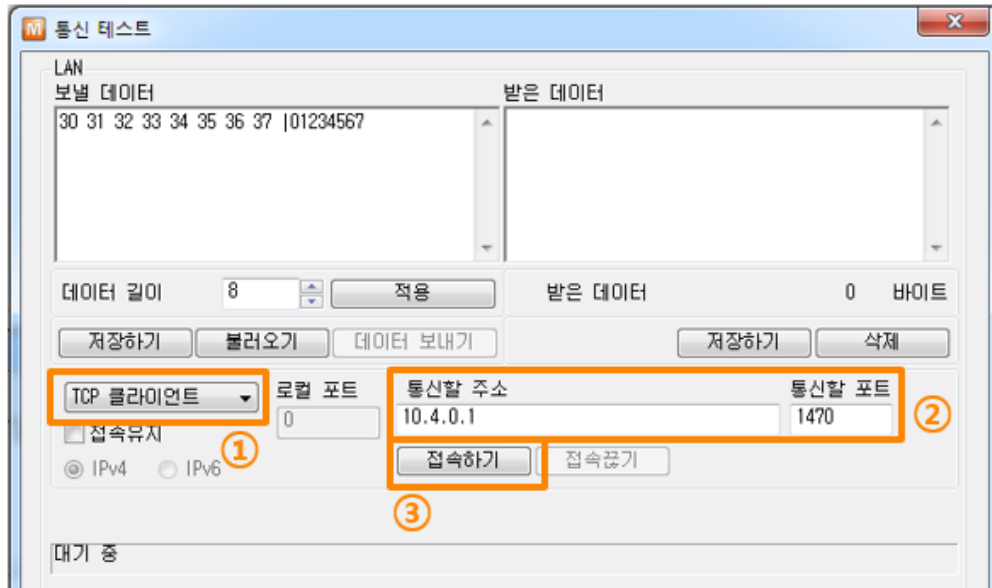 M 통신 테스트
LAN
보낼 데이터
30 31 32 33 34 35 36 37 |01234567
받은 데이터
데이터 길이 8 적용
받은 데이터 0 바이트
저장하기 불러오기 데이터 보내기
저장하기 삭제
TCP 클라이언트
접속유지
IPv4 IPv6
①
로컬 포트
0
통신할 주소 통신할 포트
10.4.0.1 1470
②
접속하기 접속끊기
③
대기 중